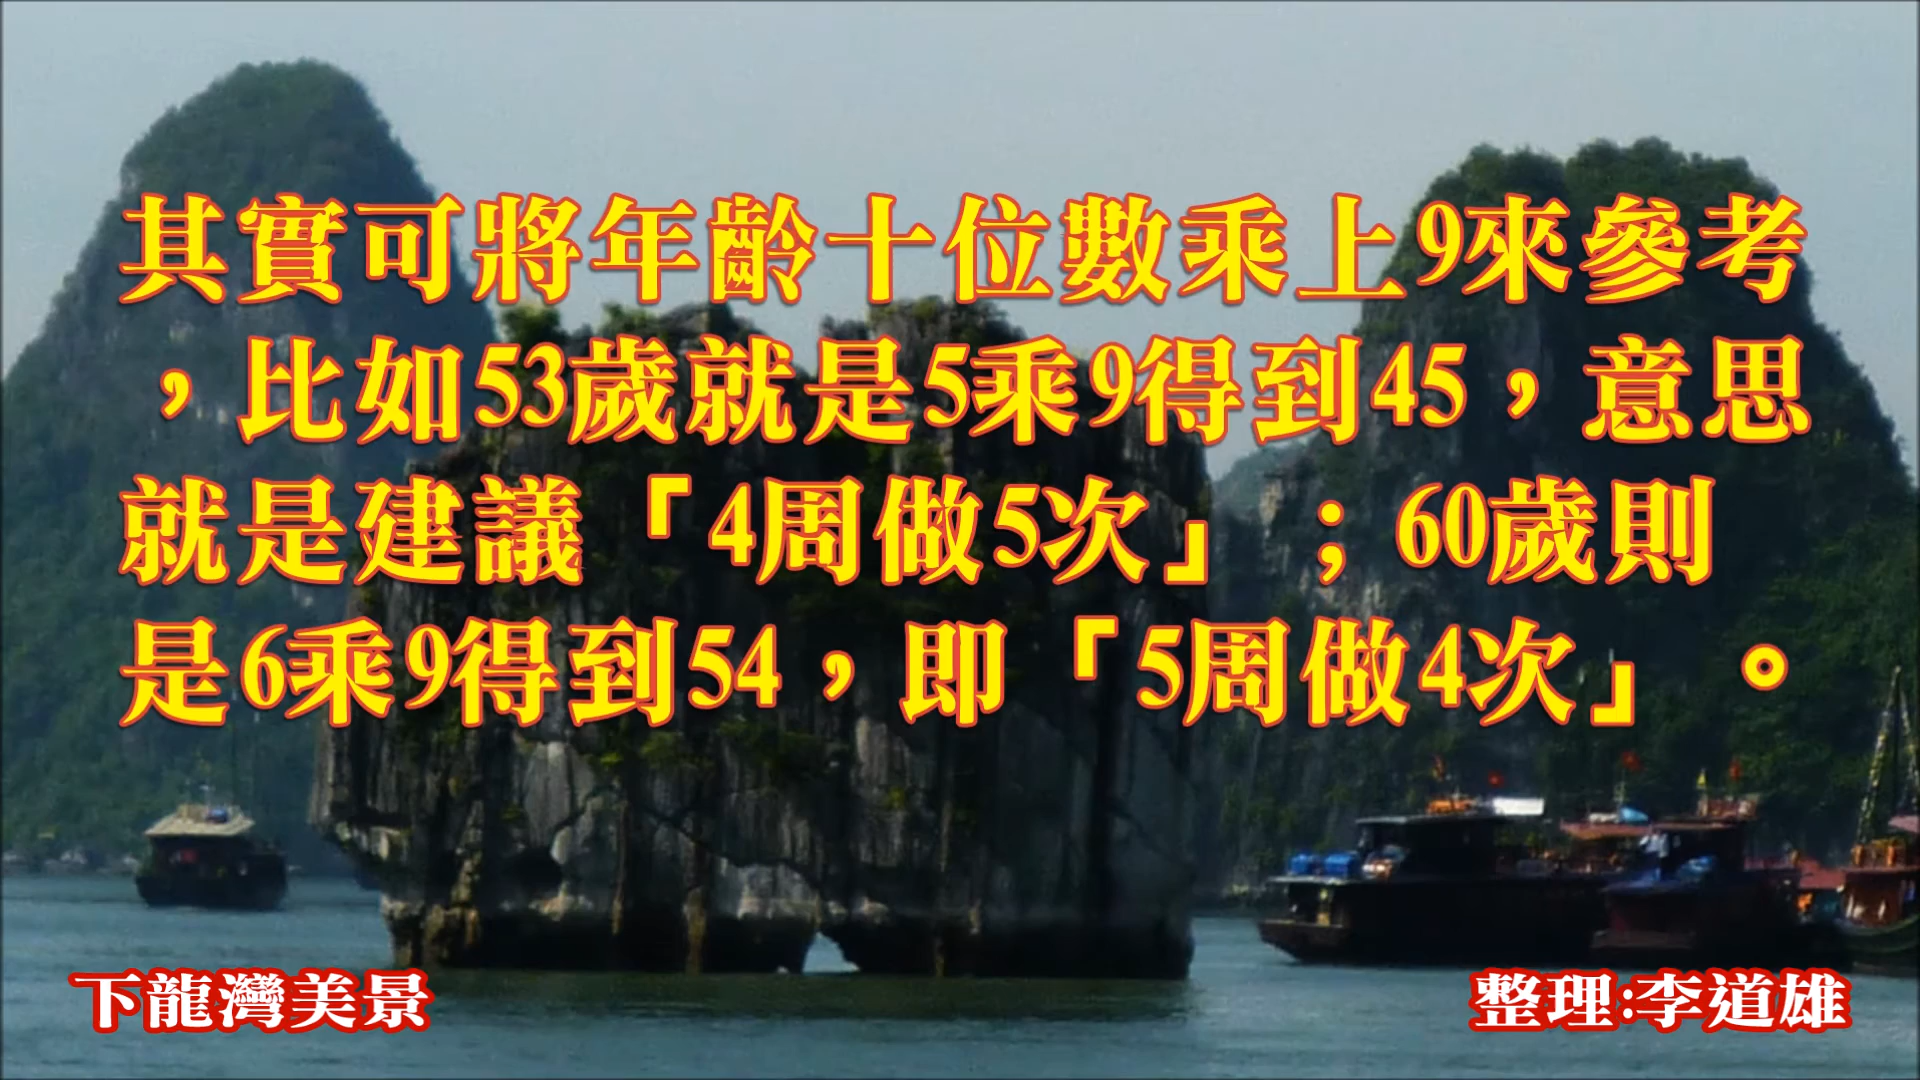 其實可將年齡十位數乘上9來參考
，比如53歲就是5乘9得到45，意思
就是建議「4周做5次」；60歲則
是6乘9得到54，即「5周做4次」。
下龍灣美景
整理:李道雄